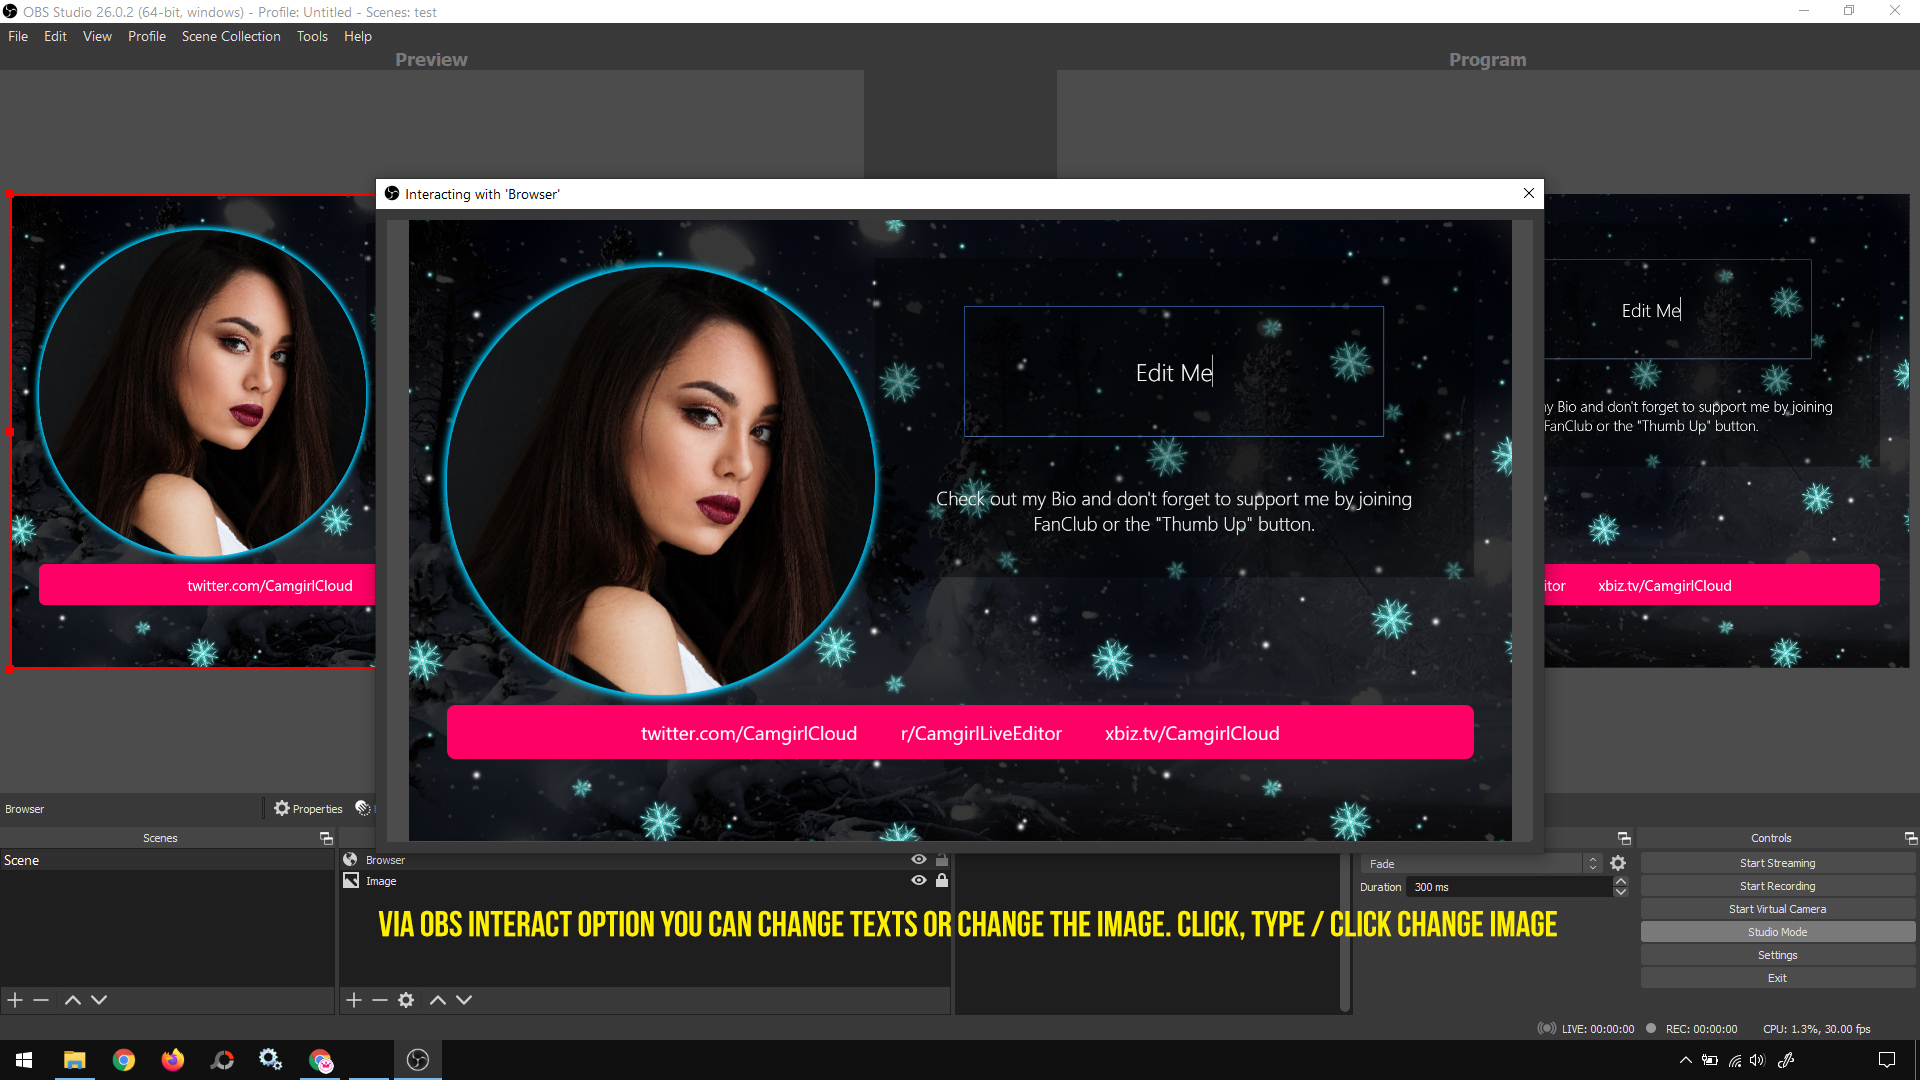 OBS Studio 26.0.2 (64-bit, windows) - Profile: Untitled - Scenes: test
File Edit View Profile Scene Collection Tools Help
Preview Program
Interacting with 'Browser'
Edit Me
Edit Me
Check out my Bio and don't forget to support me by joining
FanClub or the "Thumb Up" button.
my Bio and don't forget to support me by joining
FanClub or the "Thumb Up" button.
twitter.com/CamgirlCloud
itor xbiz.tv/CamgirlCloud
twitter.com/CamgirlCloud r/CamgirlLiveEditor xbiz.tv/CamgirlCloud
Browser Properties
Scenes Controls
Scene
Browser
Image
Fade
Duration 300 ms
Start Streaming
Start Recording
Start Virtual Camera
Studio Mode
Settings
Exit
VIA OBS INTERACT OPTION YOU CAN CHANGE TEXTS OR CHANGE THE IMAGE. CLICK, TYPE / CLICK CHANGE IMAGE
LIVE: 00:00:00 REC: 00:00:00 CPU: 1.3%, 30.00 fps